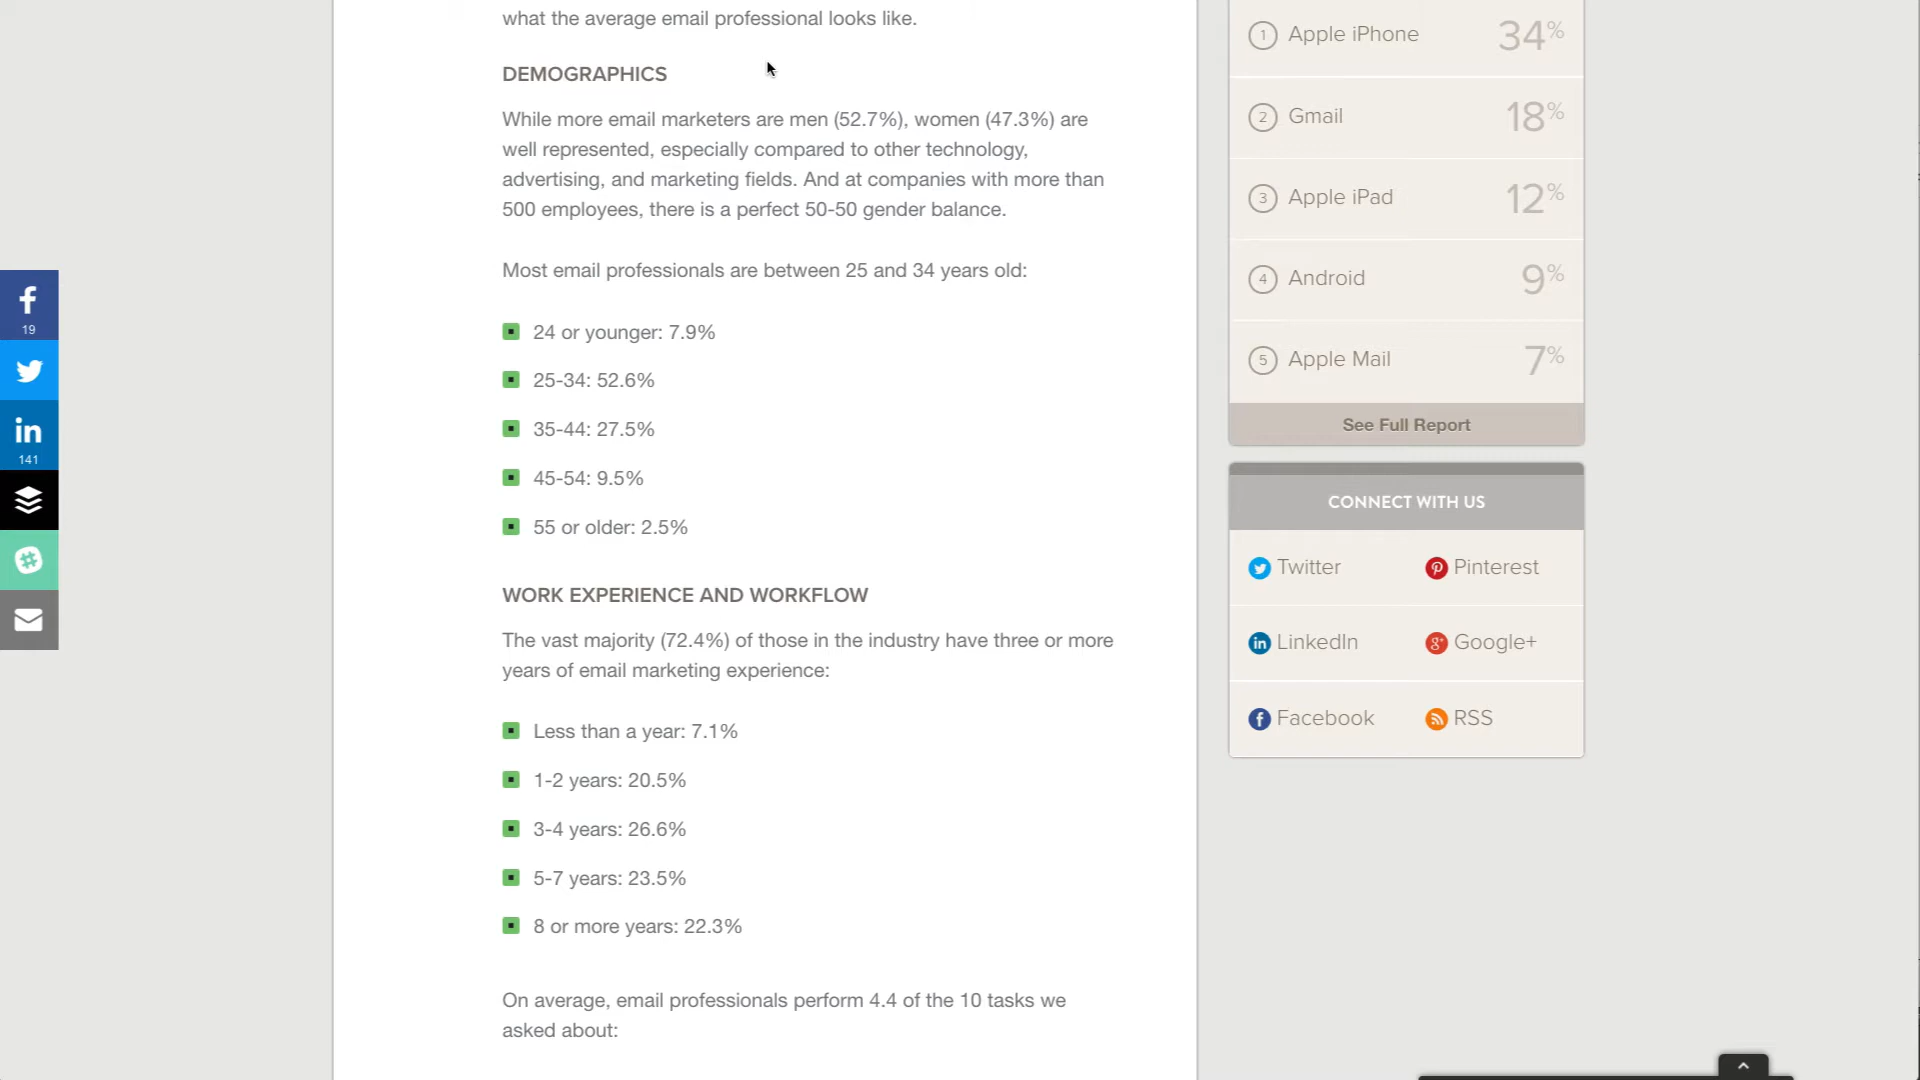 what the average email professional looks like.
DEMOGRAPHICS
While more email marketers are men (52.7%), women (47.3%) are
well represented, especially compared to other technology,
advertising, and marketing fields. And at companies with more than
500 employees, there is a perfect 50-50 gender balance.
Most email professionals are between 25 and 34 years old:
24 or younger: 7.9%
25-34: 52.6%
35-44: 27.5%
45-54: 9.5%
55 or older: 2.5%
WORK EXPERIENCE AND WORKFLOW
The vast majority (72.4%) of those in the industry have three or more
years of email marketing experience:
Less than a year: 7.1%
1-2 years: 20.5%
3-4 years: 26.6%
5-7 years: 23.5%
8 or more years: 22.3%
On average, email professionals perform 4.4 of the 10 tasks we
asked about:
19
141
1 Apple iPhone 34%
2 Gmail 18%
3 Apple iPad 12%
4 Android 9%
5 Apple Mail 7%
See Full Report
CONNECT WITH US
Twitter Pinterest
LinkedIn Google+
Facebook RSS